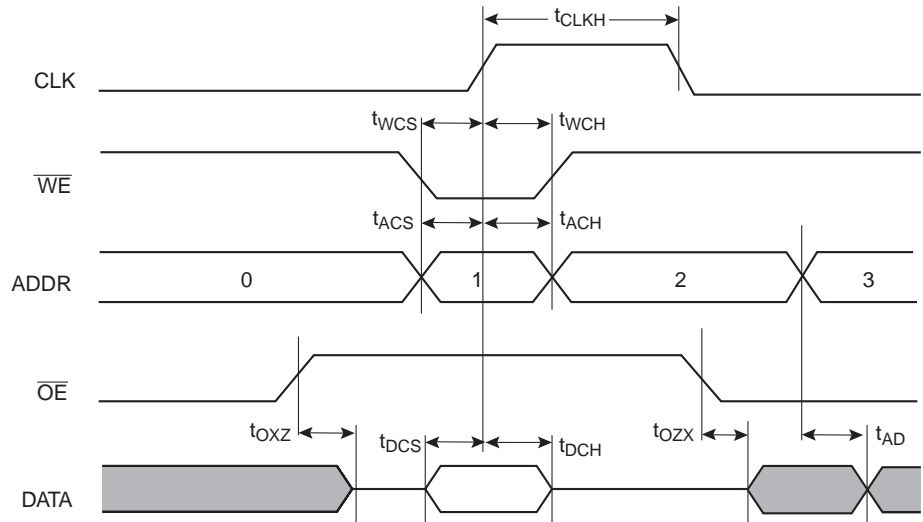 tCLKH
CLK
tWCS tWCH
WE
tACS tACH
ADDR 0 1 2 3
OE
tOXZ tDCS tDCH tOZX tAD
DATA